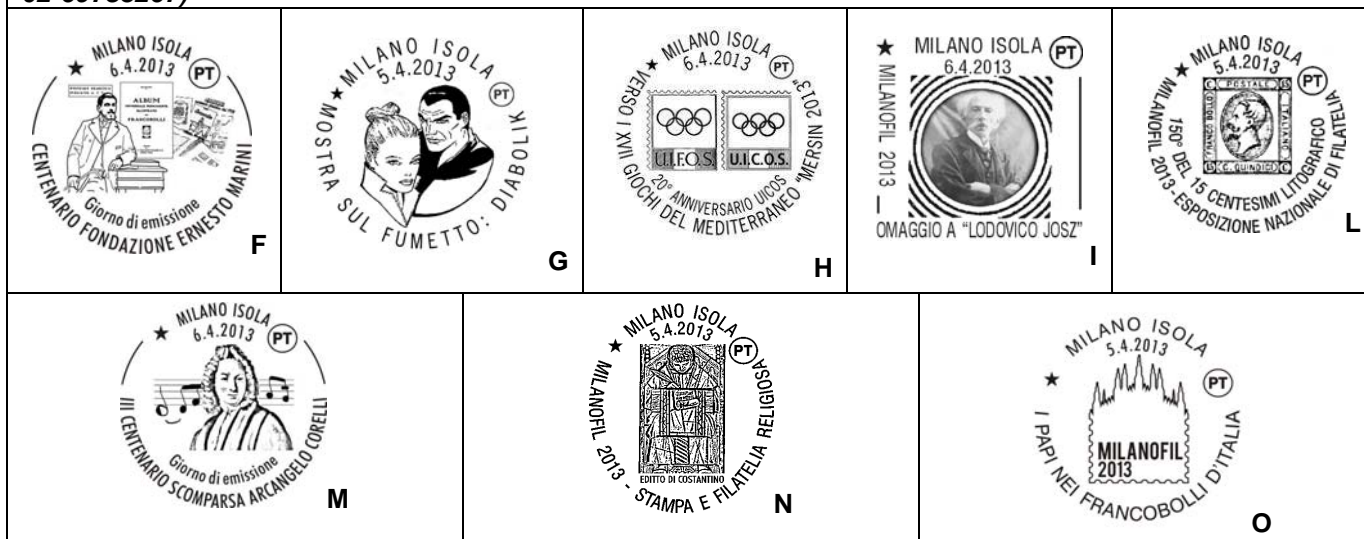 ★ MILANO ISOLA
6.4.2013
PT
ALBUM
FRANCOBOLLI
Giorno di emissione
CENTENARIO FONDAZIONE ERNESTO MARINI
F
★ MILANO ISOLA
5.4.2013
PT
MOSTRA SUL FUMETTO: DIABOLIK
G
★ MILANO ISOLA
6.4.2013
PT
U.I.F.O.S.
U.I.C.O.S.
20° ANNIVERSARIO UICOS
VERSO I XVII GIOCHI DEL MEDITERRANEO "MERSIN 2013"
H
★ MILANO ISOLA
6.4.2013
PT
MILANOFIL 2013
OMAGGIO A "LODOVICO JOSZ"
I
★ MILANO ISOLA
5.4.2013
PT
C. POSTALE
FRANCO BOLLO
ITALIANO
C. QUINDICI
150° DEL 15 CENTESIMI LITOGRAFICO
MILANOFIL 2013-ESPOSIZIONE NAZIONALE DI FILATELIA
L
★ MILANO ISOLA
6.4.2013
PT
Giorno di emissione
III CENTENARIO SCOMPARSA ARCANGELO CORELLI
M
★ MILANO ISOLA
5.4.2013
PT
EDITTO DI COSTANTINO
MILANOFIL 2013 - STAMPA E FILATELIA RELIGIOSA
N
★ MILANO ISOLA
5.4.2013
PT
MILANOFIL
2013
I PAPI NEI FRANCOBOLLI D'ITALIA
O